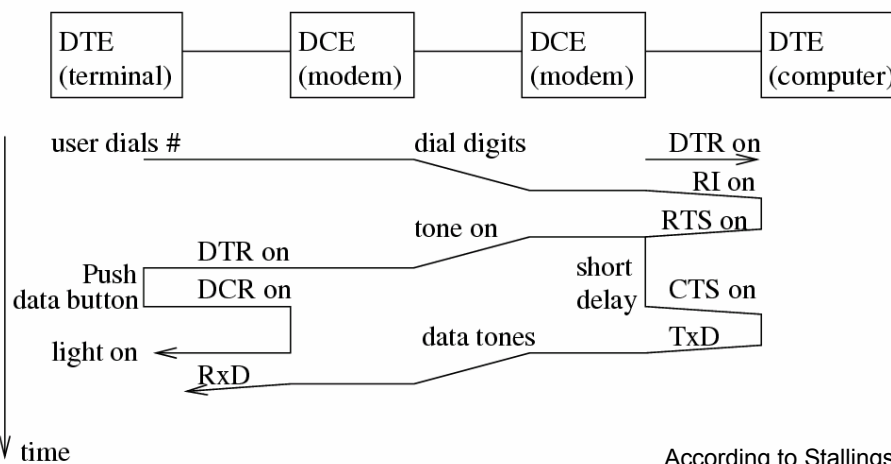 DTE
(terminal)
DCE
(modem)
DCE
(modem)
DTE
(computer)
user dials #
dial digits
DTR on
RI on
RTS on
tone on
DTR on
Push
data button
DCR on
short
delay
CTS on
light on
data tones
TxD
RxD
time
According to Stallings